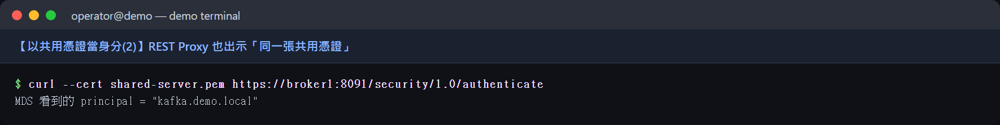 operator@demo — demo terminal
【以共用憑證當身分(2)】REST Proxy 也出示「同一張共用憑證」
$ curl --cert shared-server.pem https://broker1:8091/security/1.0/authenticate
MDS 看到的 principal = "kafka.demo.local"